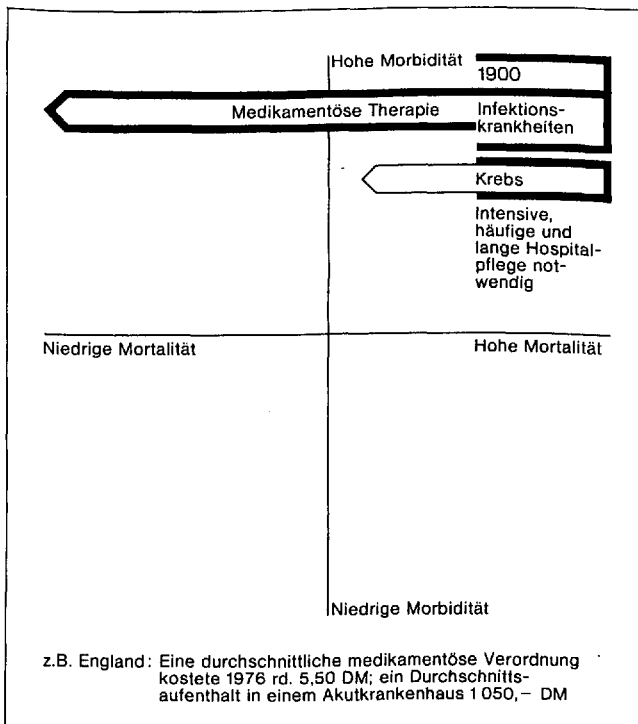 Hohe Morbidität
1900
Medikamentöse Therapie
Infektions-
krankheiten
Krebs
Intensive,
häufige und
lange Hospital-
pflege not-
wendig
Niedrige Mortalität
Hohe Mortalität
Niedrige Morbidität
z.B. England: Eine durchschnittliche medikamentöse Verordnung
kostete 1976 rd. 5,50 DM; ein Durchschnitts-
aufenthalt in einem Akutkrankenhaus 1 050,– DM